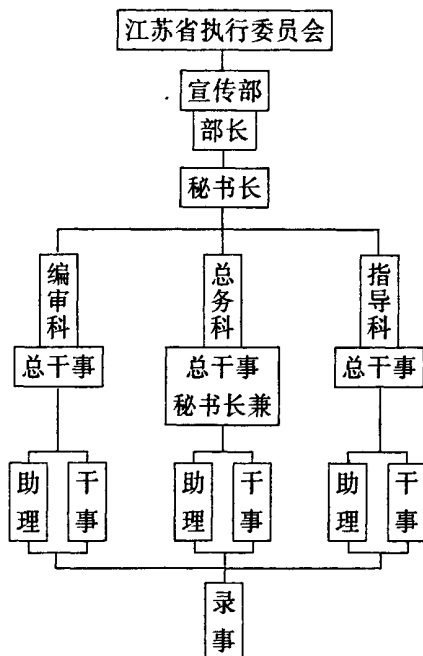 江苏省执行委员会
宣传部
部长
秘书长
编审科
总务科
指导科
总干事
总干事
秘书长兼
总干事
助理
干事
助理
干事
助理
干事
录事